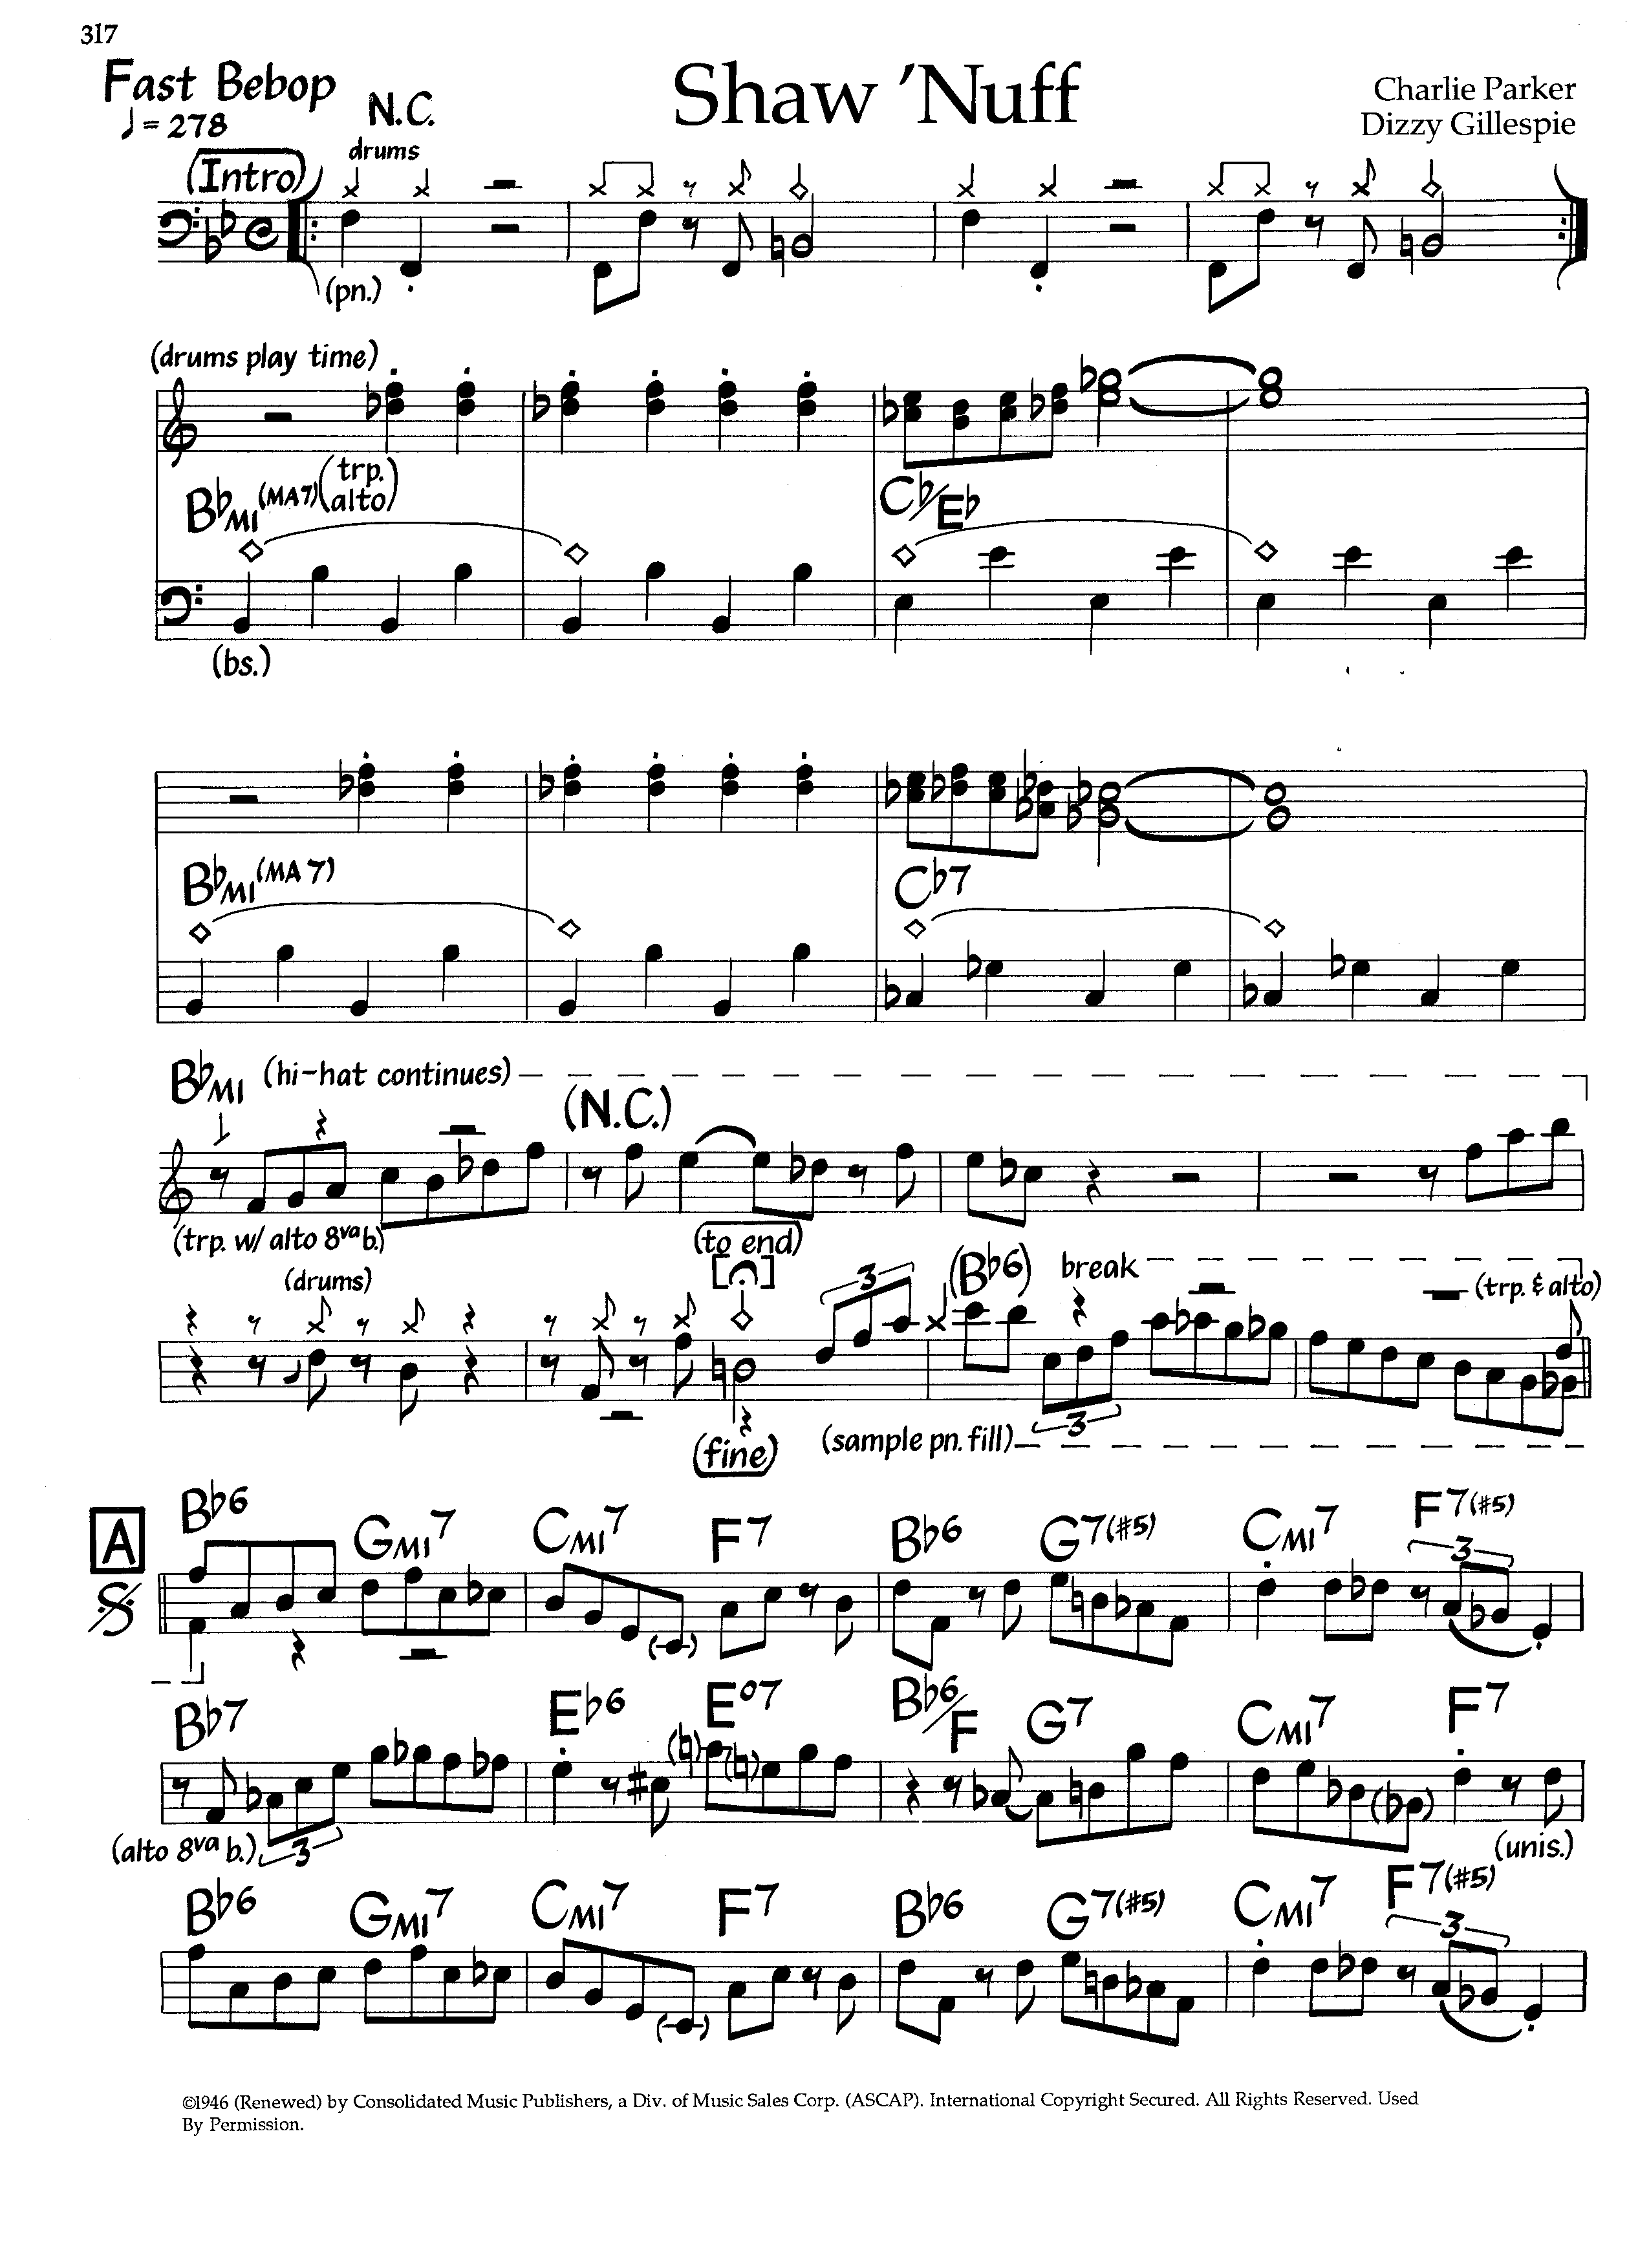 317
Fast Bebop
♩ = 278
N.C.
Shaw ’Nuff
Charlie Parker
Dizzy Gillespie
(Intro)
drums
(pn.)
(drums play time)
B♭MI(MA7) (trp. alto)
C♭/E♭
(bs.)
B♭MI(MA7)
C♭7
B♭MI (hi-hat continues)
(N.C.)
(trp. w/ alto 8va b.)
(to end)
(drums)
3
(B♭6) break
(trp. & alto)
3
(fine)
(sample pn. fill)
A
B♭6 GMI7 CMI7 F7 B♭6 G7(#5) CMI7 F7(#5)
3
B♭7 E♭6 E°7 B♭6/F G7 CMI7 F7
(alto 8va b.) 3
(unis.)
B♭6 GMI7 CMI7 F7 B♭6 G7(#5) CMI7 F7(#5)
3
©1946 (Renewed) by Consolidated Music Publishers, a Div. of Music Sales Corp. (ASCAP). International Copyright Secured. All Rights Reserved. Used
By Permission.